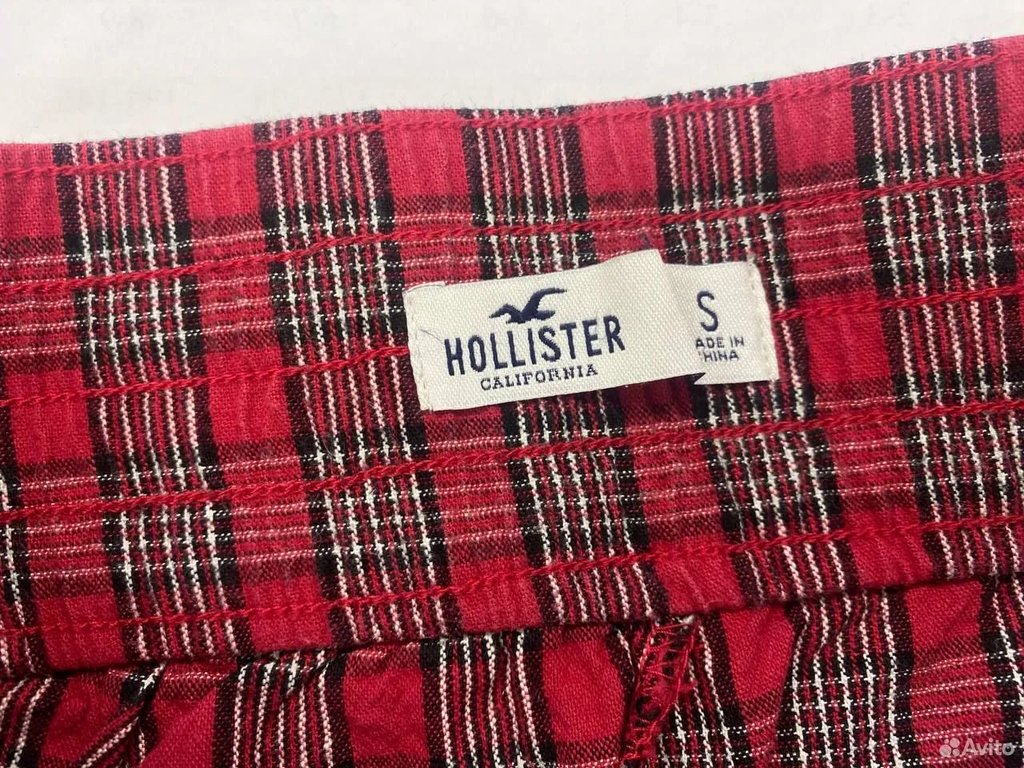 HOLLISTER
CALIFORNIA
S
ADE IN
HINA
Avito